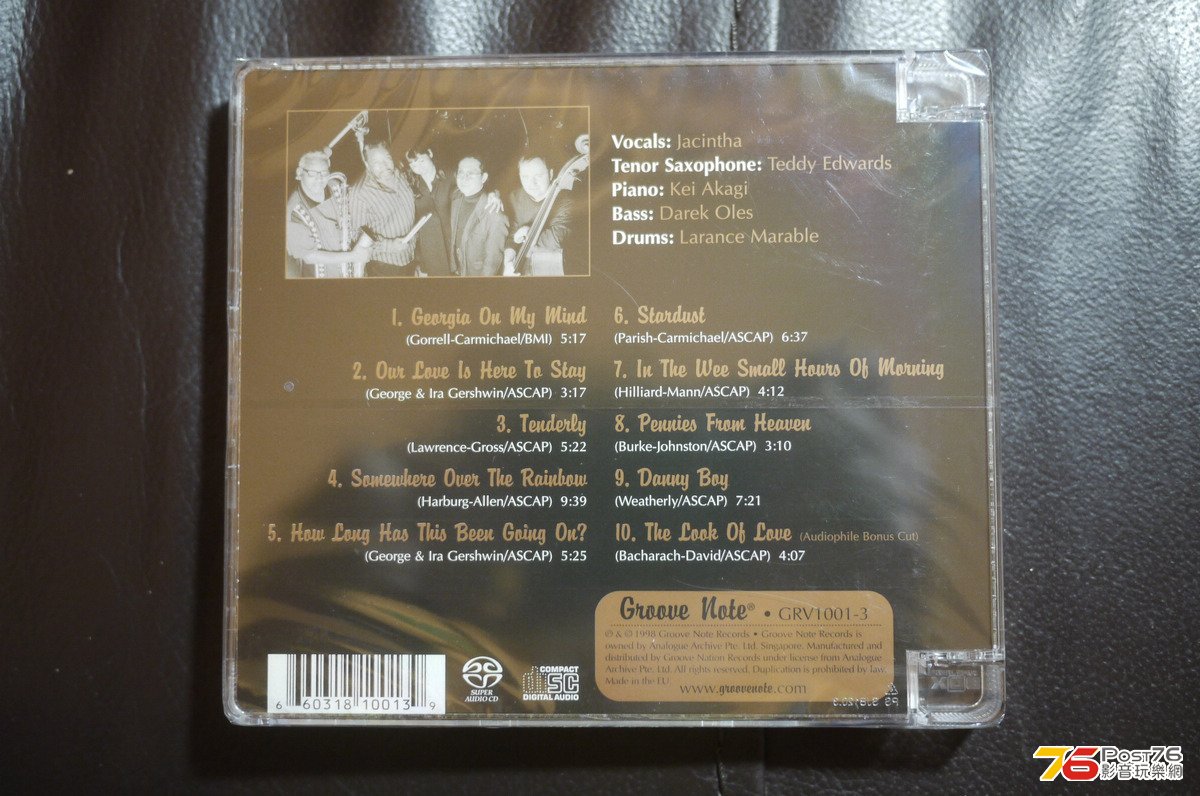 Vocals: Jacintha
Tenor Saxophone: Teddy Edwards
Piano: Kei Akagi
Bass: Darek Oles
Drums: Larance Marable
1. Georgia On My Mind
(Gorrell-Carmichael/BMI) 5:17
2. Our Love Is Here To Stay
(George & Ira Gershwin/ASCAP) 3:17
3. Tenderly
(Lawrence-Gross/ASCAP) 5:22
4. Somewhere Over The Rainbow
(Harburg-Allen/ASCAP) 9:39
5. How Long Has This Been Going On?
(George & Ira Gershwin/ASCAP) 5:25
6. Stardust
(Parish-Carmichael/ASCAP) 6:37
7. In The Wee Small Hours Of Morning
(Hilliard-Mann/ASCAP) 4:12
8. Pennies From Heaven
(Burke-Johnston/ASCAP) 3:10
9. Danny Boy
(Weatherly/ASCAP) 7:21
10. The Look Of Love (Audiophile Bonus Cut)
(Bacharach-David/ASCAP) 4:07
Groove Note® • GRV1001-3
℗ & © 1998 Groove Note Records • Groove Note Records is
owned by Analogue Archive Pte. Ltd. Singapore. Manufactured and
distributed by Groove Nation Records under license from Analogue
Archive Pte. Ltd. All rights reserved. Duplication is prohibited by law.
Made in the EU.
www.groovenote.com
6 60318 10013 9
SUPER
AUDIO CD
COMPACT
disc
DIGITAL AUDIO
76 Post76
影音玩樂網